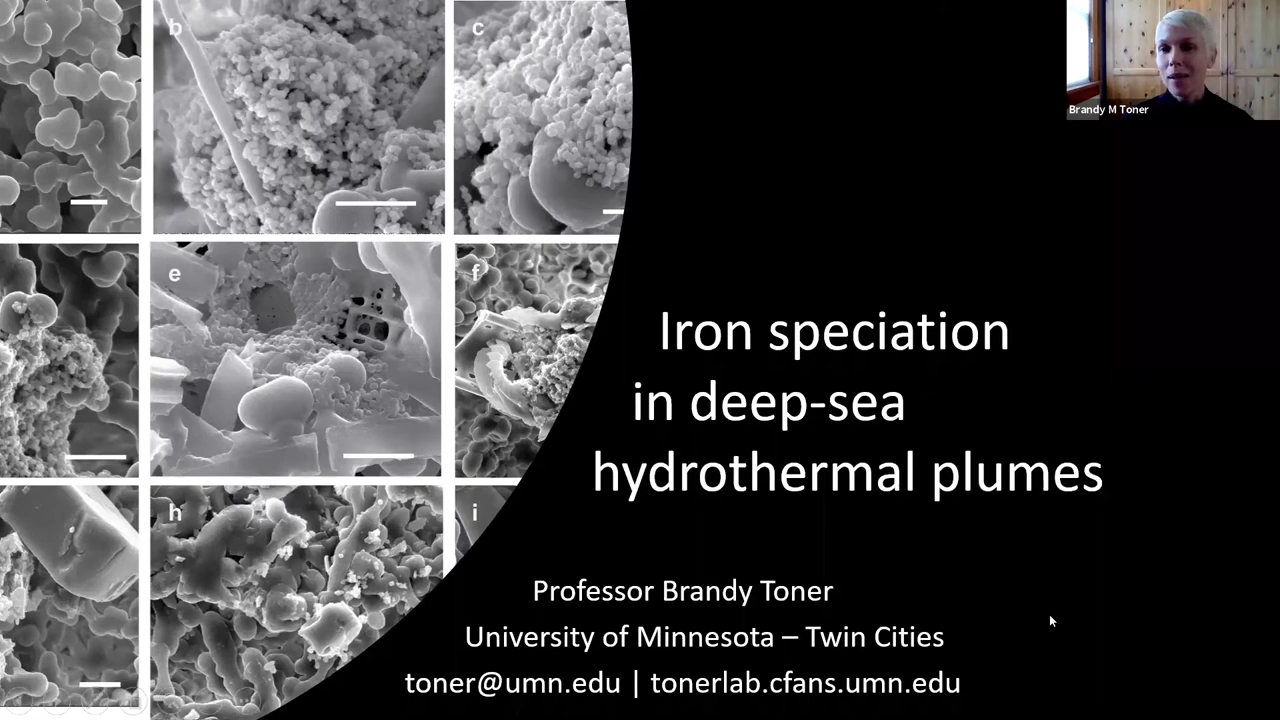 b
c
Brandy M Toner
e
f
Iron speciation
in deep-sea
hydrothermal plumes
h
i
Professor Brandy Toner
University of Minnesota – Twin Cities
toner@umn.edu | tonerlab.cfans.umn.edu